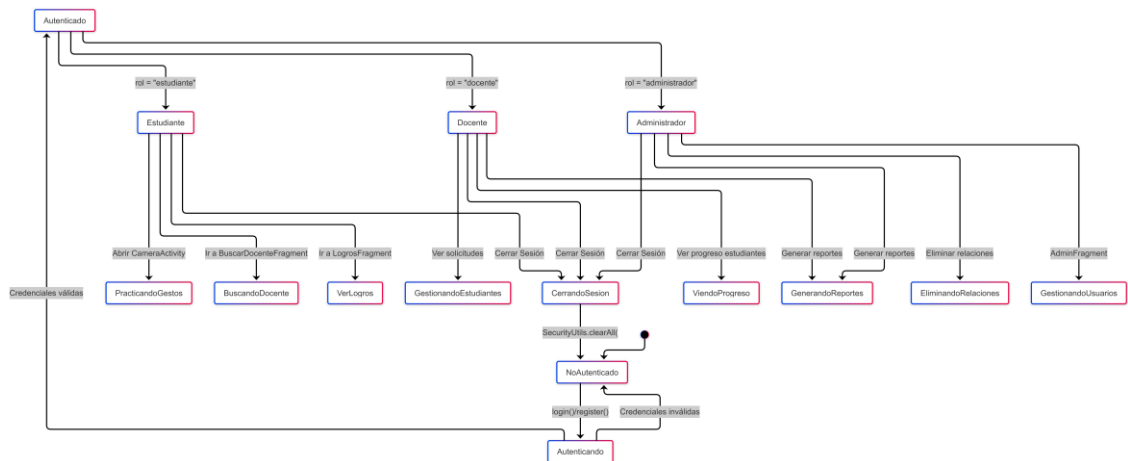 Autenticado
rol = "estudiante"
rol = "docente"
rol = "administrador"
Estudiante
Docente
Administrador
Abrir CameraActivity
Ir a BuscarDocenteFragment
Ir a LogrosFragment
Ver solicitudes
Cerrar Sesión
Cerrar Sesión
Cerrar Sesión
Ver progreso estudiantes
Generar reportes
Generar reportes
Eliminar relaciones
AdminFragment
Credenciales válidas
PracticandoGestos
BuscandoDocente
VerLogros
GestionandoEstudiantes
CerrandoSesion
ViendoProgreso
GenerandoReportes
EliminandoRelaciones
GestionandoUsuarios
SecurityUtils.clearAll(
NoAutenticado
login()/register()
Credenciales inválidas
Autenticando